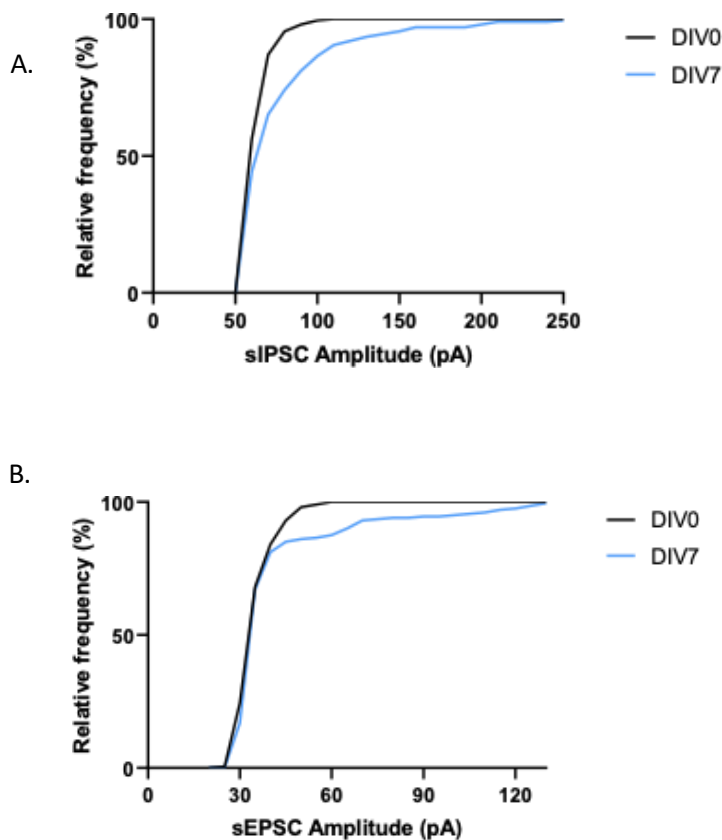 A.
100
50
0
Relative frequency (%)
0 50 100 150 200 250
sIPSC Amplitude (pA)
DIV0
DIV7
B.
100
50
0
Relative frequency (%)
0 30 60 90 120
sEPSC Amplitude (pA)
DIV0
DIV7